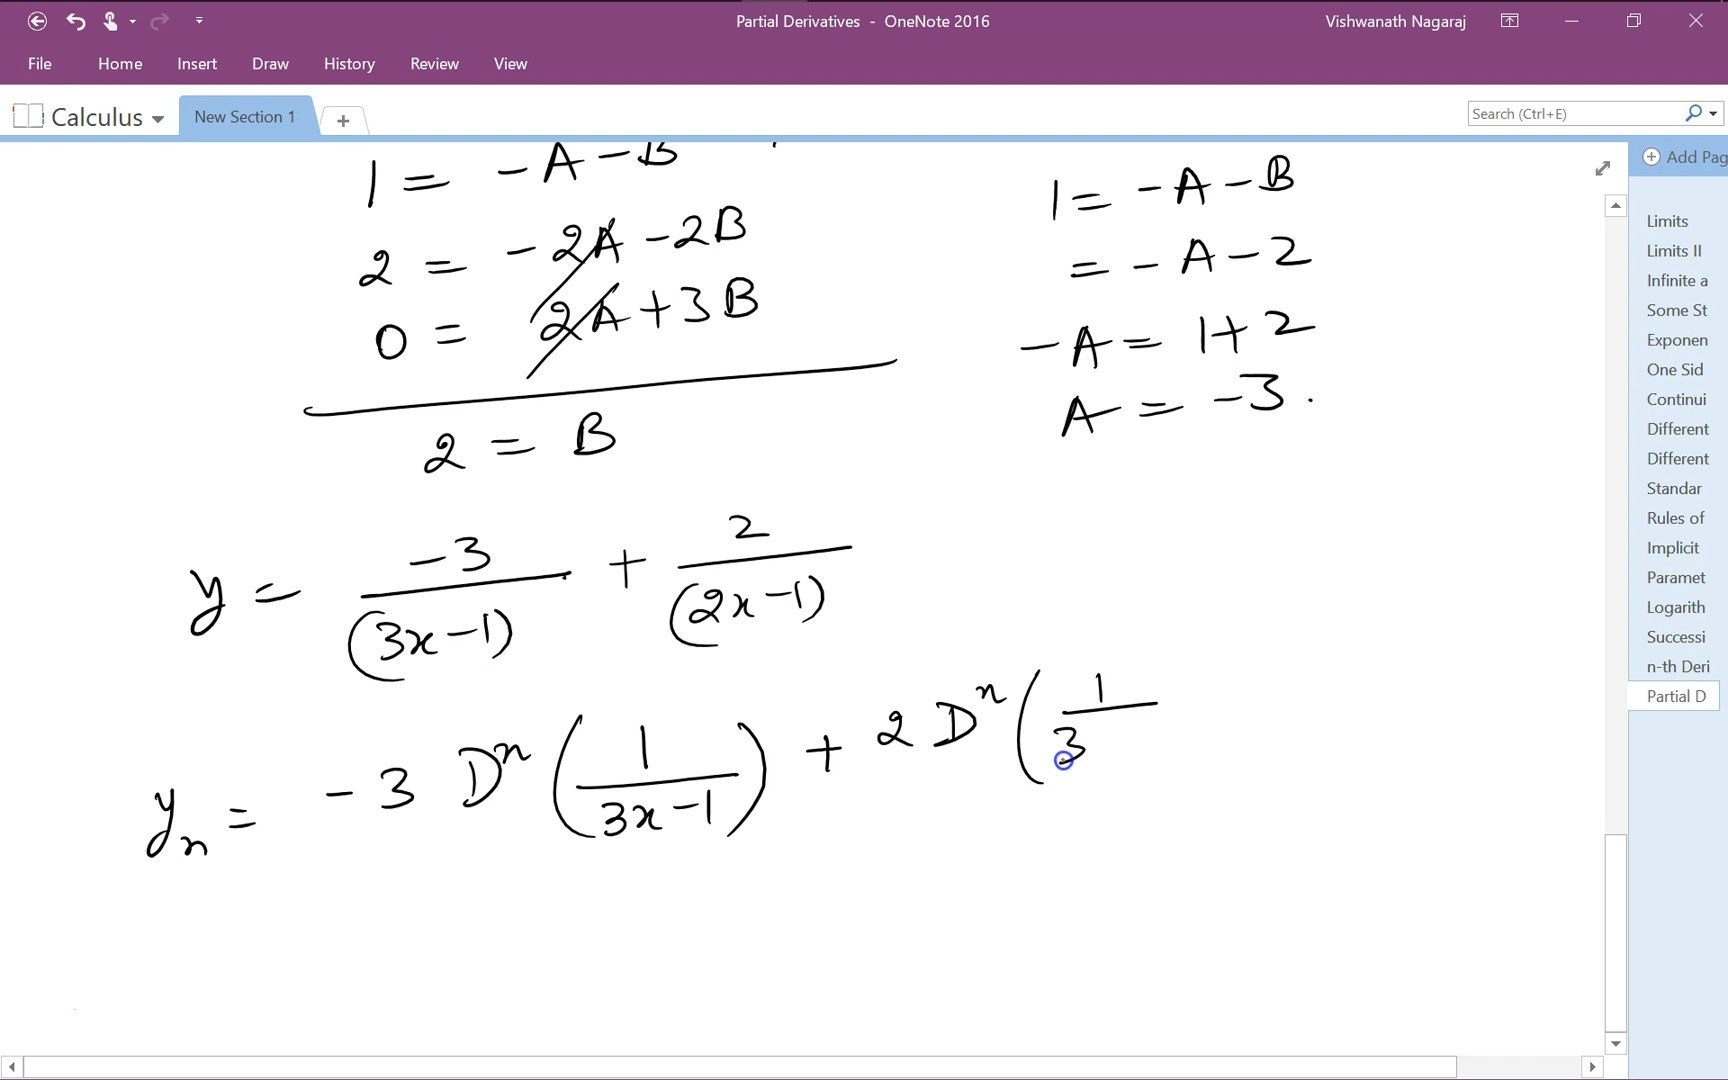 Partial Derivatives - OneNote 2016
Vishwanath Nagaraj
File Home Insert Draw History Review View
Calculus
New Section 1
+
Search (Ctrl+E)
1 = -A - B
2 = -2A - 2B
0 = 2A + 3B
2 = B
1 = -A - B
= -A - 2
-A = 1 + 2
A = -3.
y = -3/(3x-1) + 2/(2x-1)
yₙ = -3 Dⁿ(1/(3x-1)) + 2 Dⁿ(1/3
Add Pag
Limits
Limits II
Infinite a
Some St
Exponen
One Sid
Continui
Different
Different
Standar
Rules of
Implicit
Paramet
Logarith
Successi
n-th Deri
Partial D